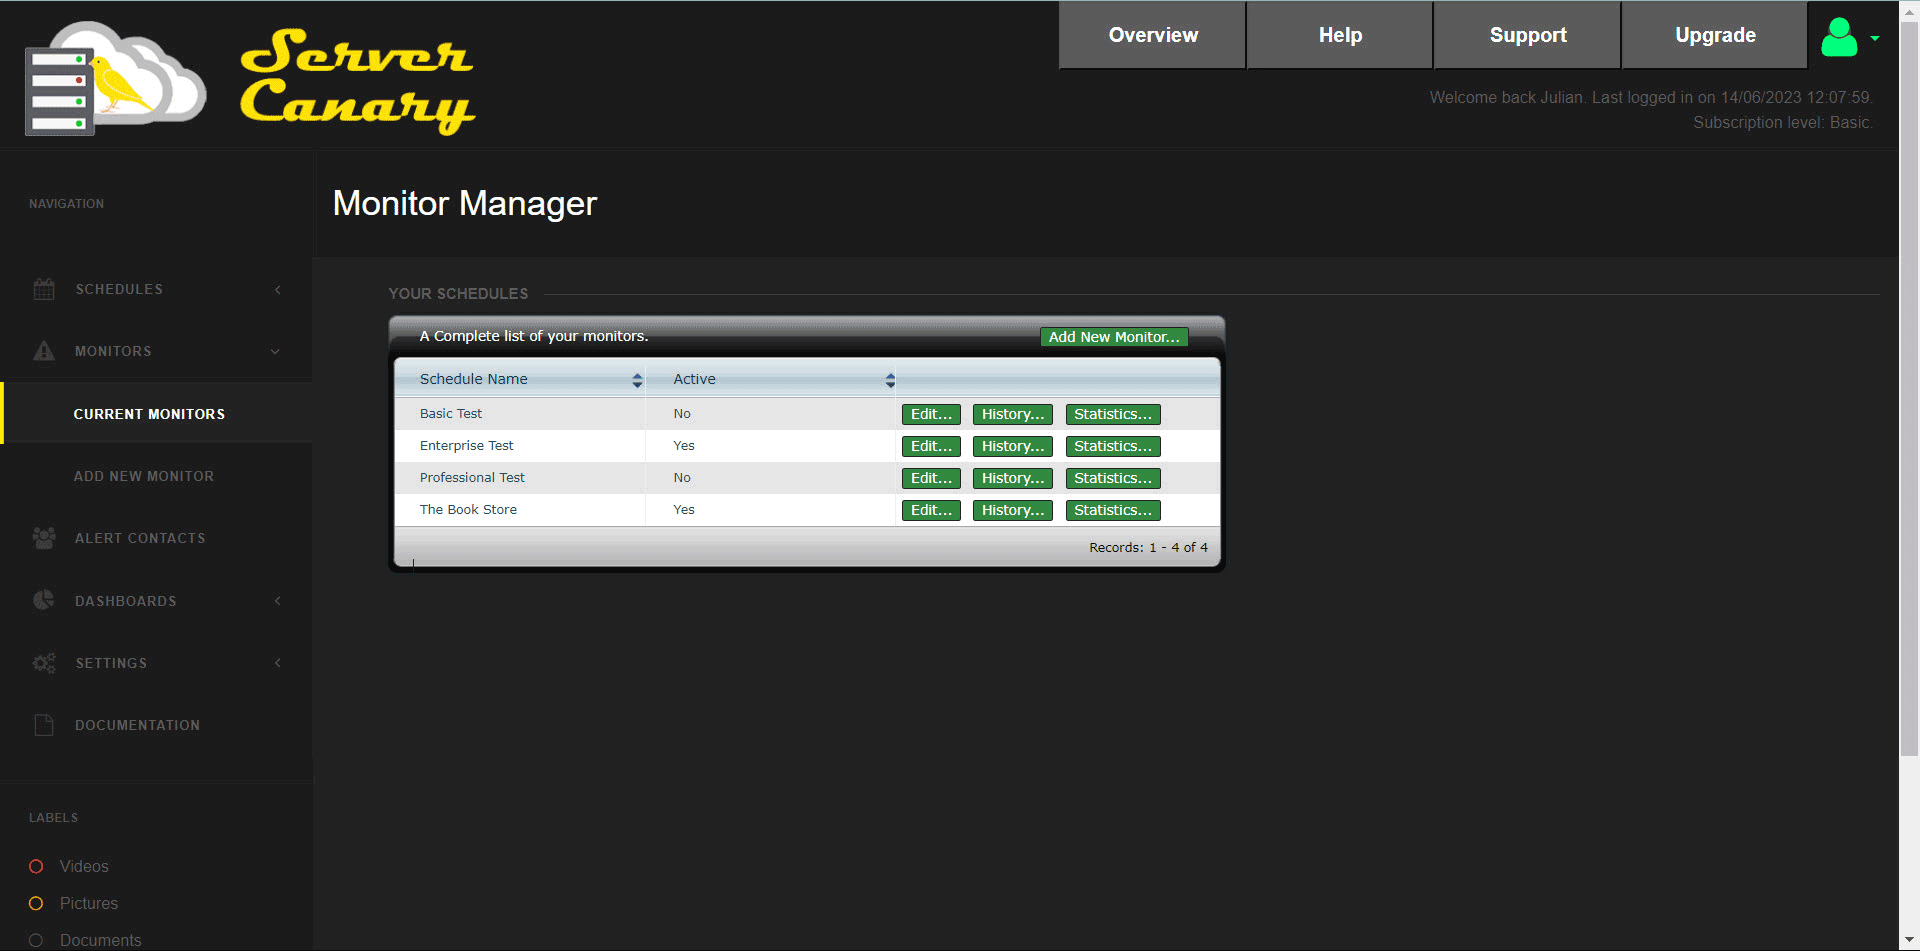 Server
Canary
Overview
Help
Support
Upgrade
Welcome back Julian. Last logged in on 14/06/2023 12:07:59.
Subscription level: Basic.
NAVIGATION
SCHEDULES
MONITORS
CURRENT MONITORS
ADD NEW MONITOR
ALERT CONTACTS
DASHBOARDS
SETTINGS
DOCUMENTATION
LABELS
Videos
Pictures
Documents
Monitor Manager
YOUR SCHEDULES
A Complete list of your monitors. Add New Monitor...
Schedule Name Active
Basic Test No Edit... History... Statistics...
Enterprise Test Yes Edit... History... Statistics...
Professional Test No Edit... History... Statistics...
The Book Store Yes Edit... History... Statistics...
Records: 1 - 4 of 4